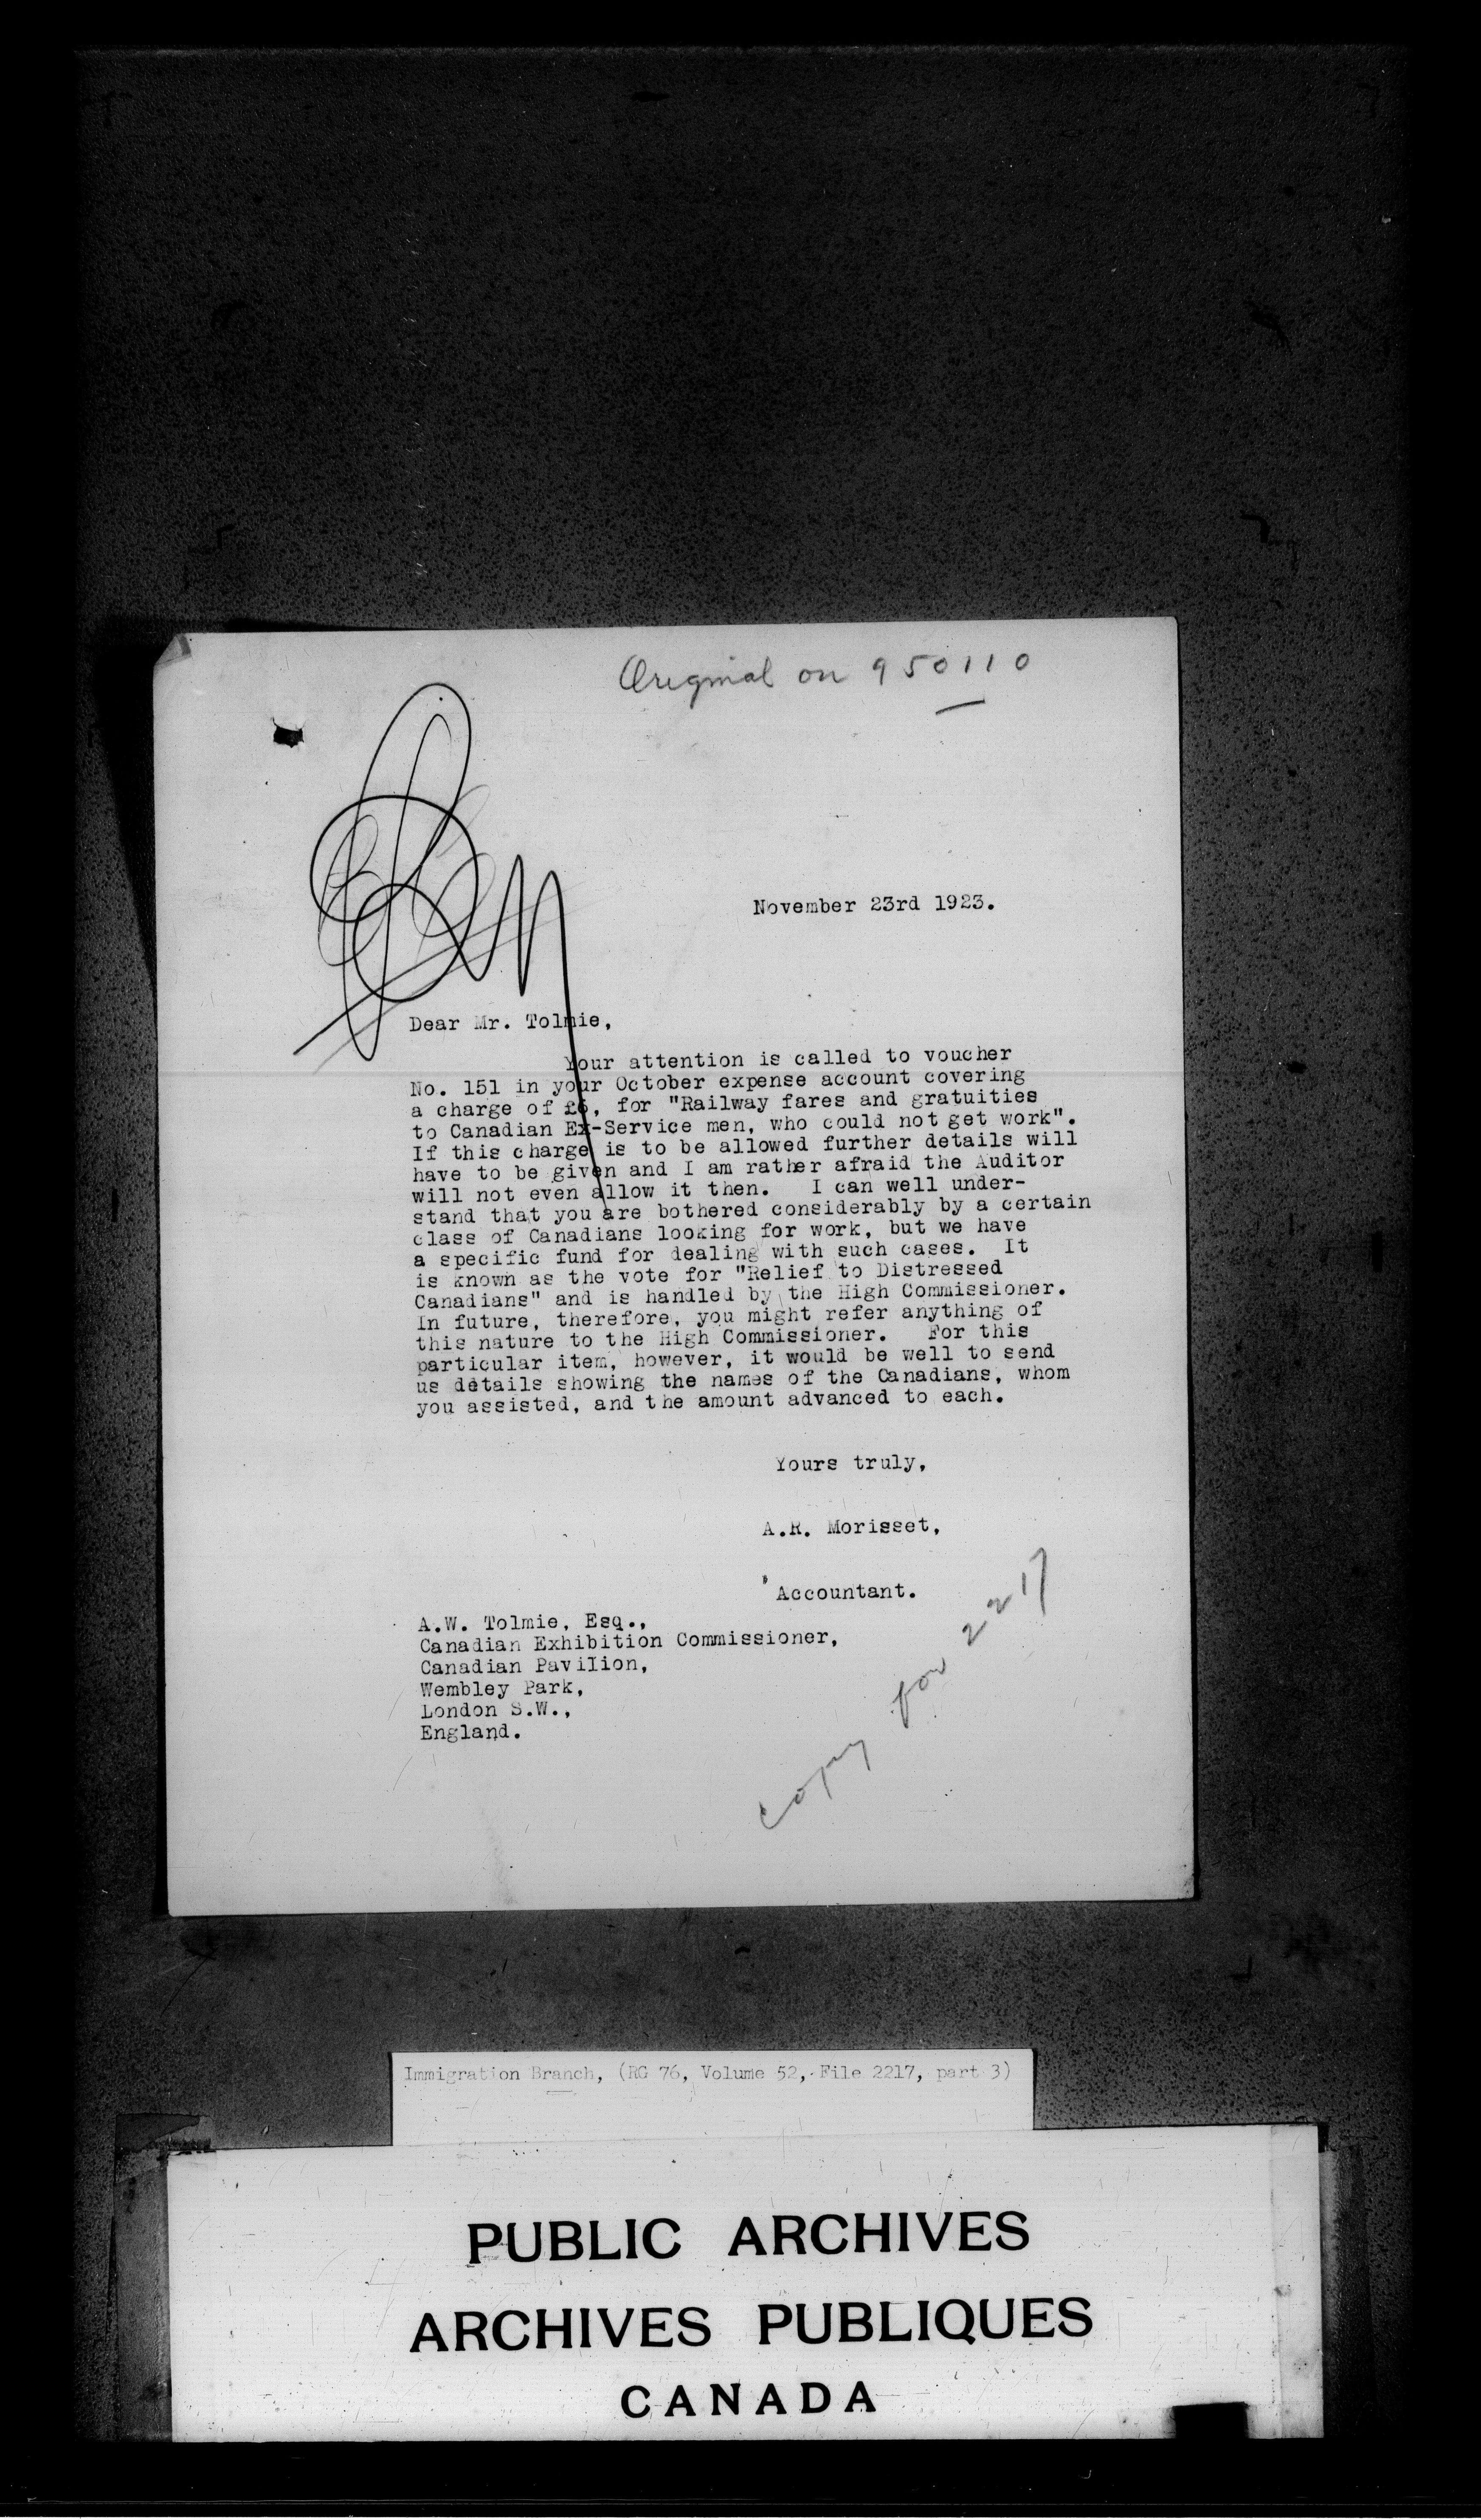 Original on 950110
November 23rd 1923.
Dear Mr. Tolmie,
Your attention is called to voucher
No. 151 in your October expense account covering
a charge of £6, for "Railway fares and gratuities
to Canadian Ex-Service men, who could not get work".
If this charge is to be allowed further details will
have to be given and I am rather afraid the Auditor
will not even allow it then. I can well under-
stand that you are bothered considerably by a certain
class of Canadians looking for work, but we have
a specific fund for dealing with such cases. It
is known as the vote for "Relief to Distressed
Canadians" and is handled by the High Commissioner.
In future, therefore, you might refer anything of
this nature to the High Commissioner. For this
particular item, however, it would be well to send
us details showing the names of the Canadians, whom
you assisted, and the amount advanced to each.
Yours truly,
A.R. Morisset,
Accountant.
A.W. Tolmie, Esq.,
Canadian Exhibition Commissioner,
Canadian Pavilion,
Wembley Park,
London S.W.,
England.
copy for 2217
Immigration Branch, (RG 76, Volume 52, File 2217, part 3)
PUBLIC ARCHIVES
ARCHIVES PUBLIQUES
CANADA